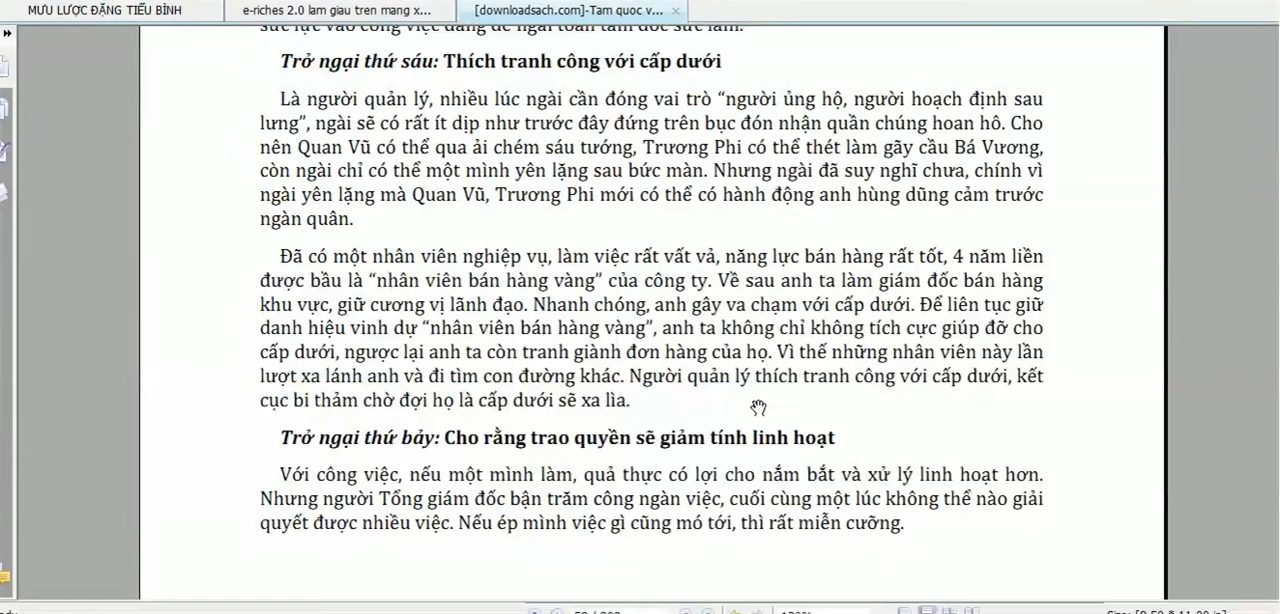 MƯU LƯỢC ĐẶNG TIỂU BÌNH
e-riches 2.0 lam giau tren mang x...
[downloadsach.com]-Tam quoc v...
Trở ngại thứ sáu: Thích tranh công với cấp dưới
Là người quản lý, nhiều lúc ngài cần đóng vai trò “người ủng hộ, người hoạch định sau
lưng”, ngài sẽ có rất ít dịp như trước đây đứng trên bục đón nhận quần chúng hoan hô. Cho
nên Quan Vũ có thể qua ải chém sáu tướng, Trương Phi có thể thét làm gãy cầu Bá Vương,
còn ngài chỉ có thể một mình yên lặng sau bức màn. Nhưng ngài đã suy nghĩ chưa, chính vì
ngài yên lặng mà Quan Vũ, Trương Phi mới có thể có hành động anh hùng dũng cảm trước
ngàn quân.
Đã có một nhân viên nghiệp vụ, làm việc rất vất vả, năng lực bán hàng rất tốt, 4 năm liền
được bầu là “nhân viên bán hàng vàng” của công ty. Về sau anh ta làm giám đốc bán hàng
khu vực, giữ cương vị lãnh đạo. Nhanh chóng, anh gây va chạm với cấp dưới. Để liên tục giữ
danh hiệu vinh dự “nhân viên bán hàng vàng”, anh ta không chỉ không tích cực giúp đỡ cho
cấp dưới, ngược lại anh ta còn tranh giành đơn hàng của họ. Vì thế những nhân viên này lần
lượt xa lánh anh và đi tìm con đường khác. Người quản lý thích tranh công với cấp dưới, kết
cục bi thảm chờ đợi họ là cấp dưới sẽ xa lìa.
Trở ngại thứ bảy: Cho rằng trao quyền sẽ giảm tính linh hoạt
Với công việc, nếu một mình làm, quả thực có lợi cho nắm bắt và xử lý linh hoạt hơn.
Nhưng người Tổng giám đốc bận trăm công ngàn việc, cuối cùng một lúc không thể nào giải
quyết được nhiều việc. Nếu ép mình việc gì cũng mó tới, thì rất miễn cưỡng.